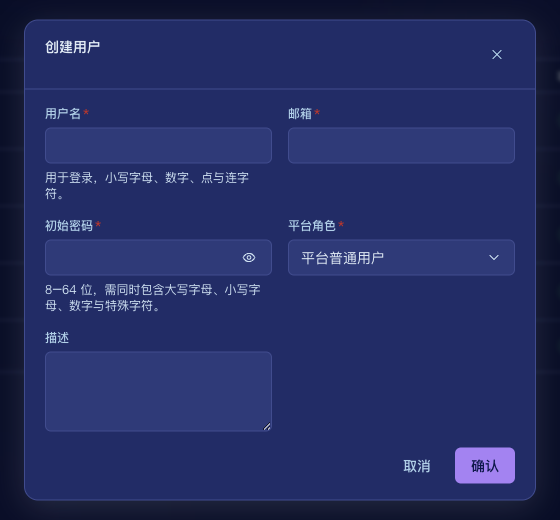 创建用户
用户名*
邮箱*
用于登录，小写字母、数字、点与连字
符。
初始密码*
平台角色*
平台普通用户
8–64 位，需同时包含大写字母、小写字
母、数字与特殊字符。
描述
取消
确认